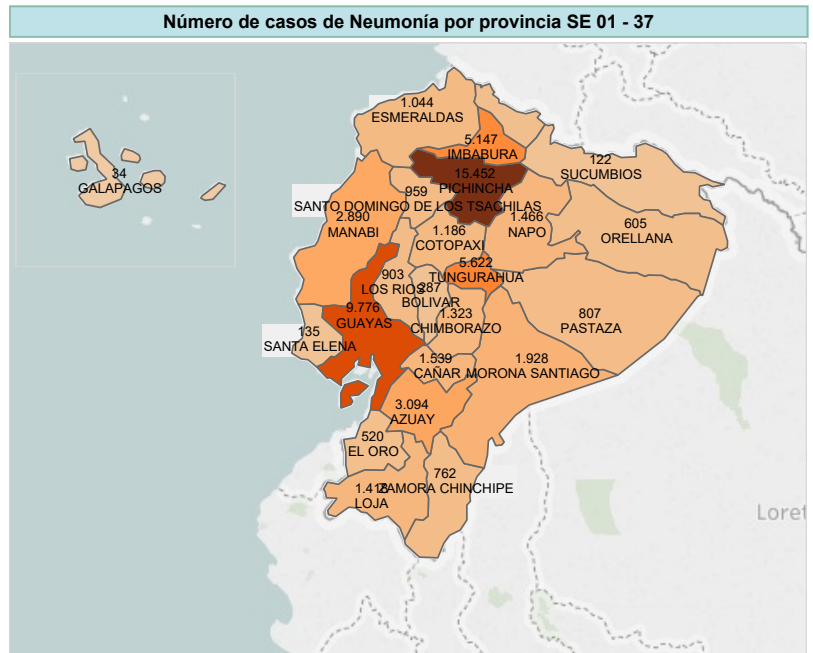 Número de casos de Neumonía por provincia SE 01 - 37
1.044
ESMERALDAS
5.147
IMBABURA
122
SUCUMBIOS
34
GALAPAGOS
15.452
PICHINCHA
959
SANTO DOMINGO DE LOS TSACHILAS
2.890
MANABI
1.466
NAPO
605
ORELLANA
1.186
COTOPAXI
5.622
TUNGURAHUA
903
LOS RIOS
287
BOLIVAR
9.776
GUAYAS
1.323
CHIMBORAZO
807
PASTAZA
135
SANTA ELENA
1.539
CAÑAR
1.928
MORONA SANTIAGO
3.094
AZUAY
520
EL ORO
762
ZAMORA CHINCHIPE
LOJA
Loret